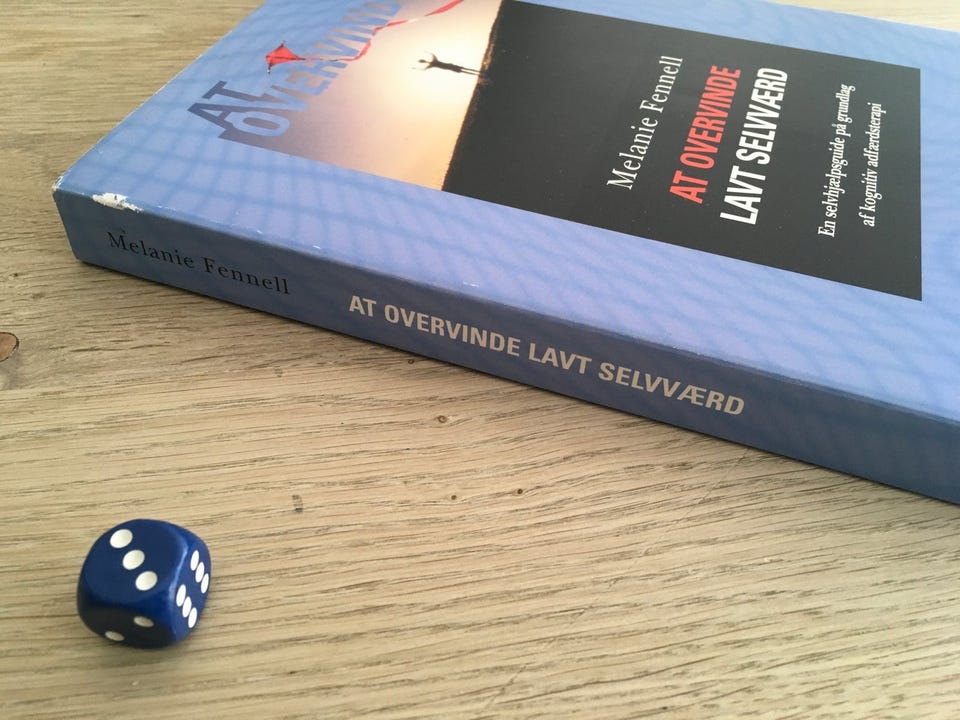 AT
OVERVIND
Melanie Fennell
AT OVERVINDE
LAVT SELVVÆRD
En selvhjælpsguide på grundlag
af kognitiv adfærdsterapi
Melanie Fennell
AT OVERVINDE LAVT SELVVÆRD